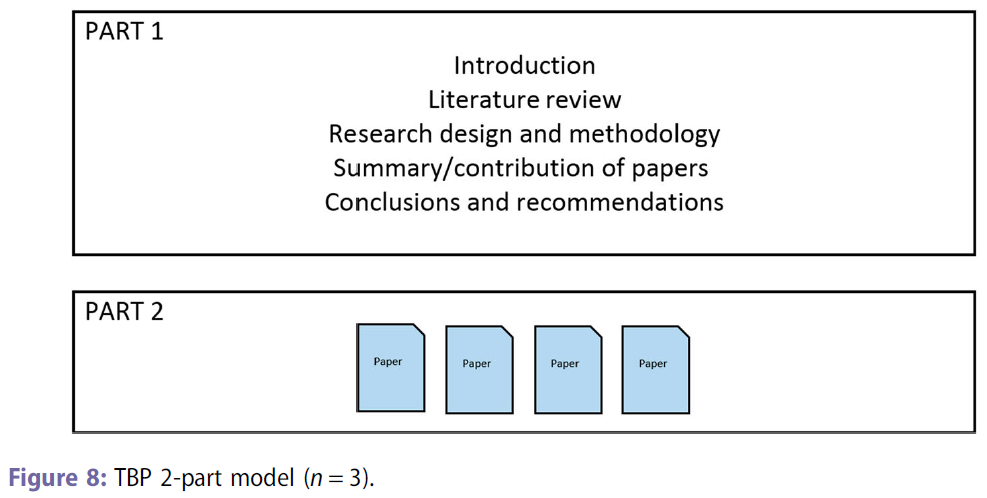 PART 1
Introduction
Literature review
Research design and methodology
Summary/contribution of papers
Conclusions and recommendations
PART 2
Paper
Paper
Paper
Paper
Figure 8: TBP 2-part model (n = 3).